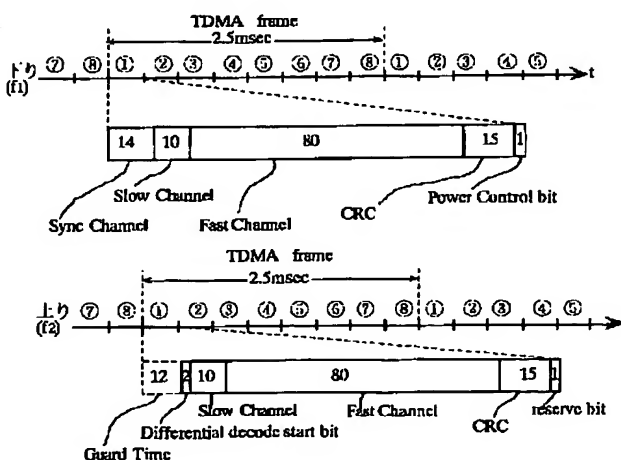 TDMA frame
2.5msec
⑦ ⑧ ① ② ③ ④ ⑤ ⑥ ⑦ ⑧ ① ② ③ ④ ⑤
下り
(f1)
t
14 10 80 15 1
Slow Channel
Sync Channel
Fast Channel
CRC
Power Control bit
TDMA frame
2.5msec
⑦ ⑧ ① ② ③ ④ ⑤ ⑥ ⑦ ⑧ ① ② ③ ④ ⑤
上り
(f2)
12 2 10 80 15 1
Slow Channel
Fast Channel
CRC
reserve bit
Differential decode start bit
Guard Time